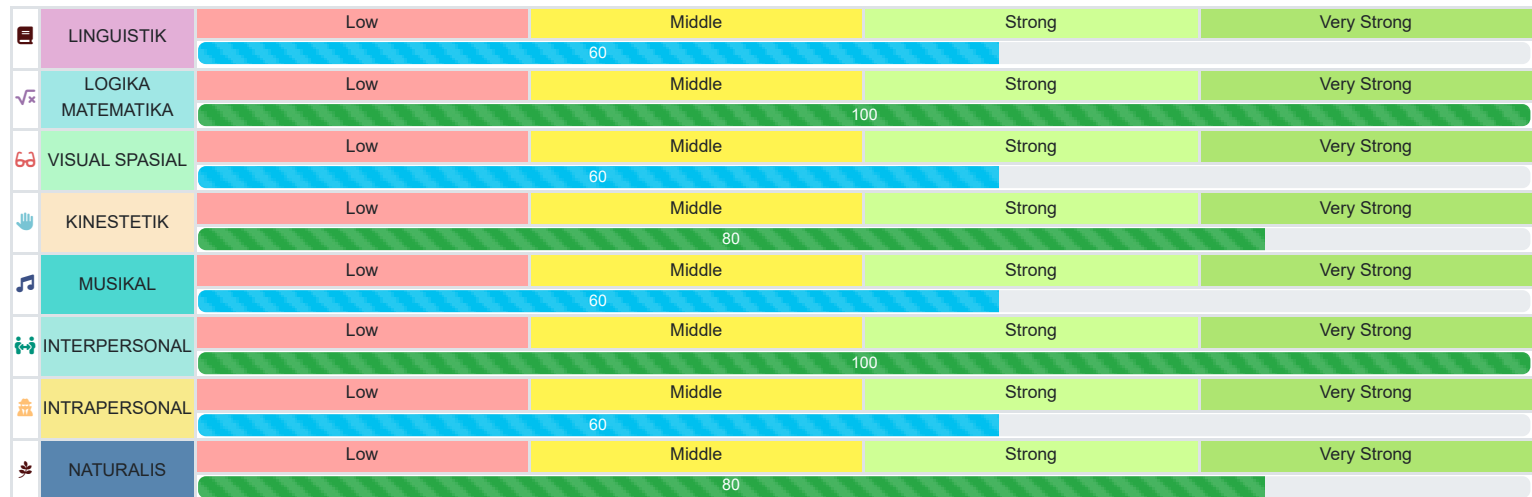 LINGUISTIK
Low Middle Strong Very Strong
60
LOGIKA
MATEMATIKA
Low Middle Strong Very Strong
100
VISUAL SPASIAL
Low Middle Strong Very Strong
60
KINESTETIK
Low Middle Strong Very Strong
80
MUSIKAL
Low Middle Strong Very Strong
60
INTERPERSONAL
Low Middle Strong Very Strong
100
INTRAPERSONAL
Low Middle Strong Very Strong
60
NATURALIS
Low Middle Strong Very Strong
80